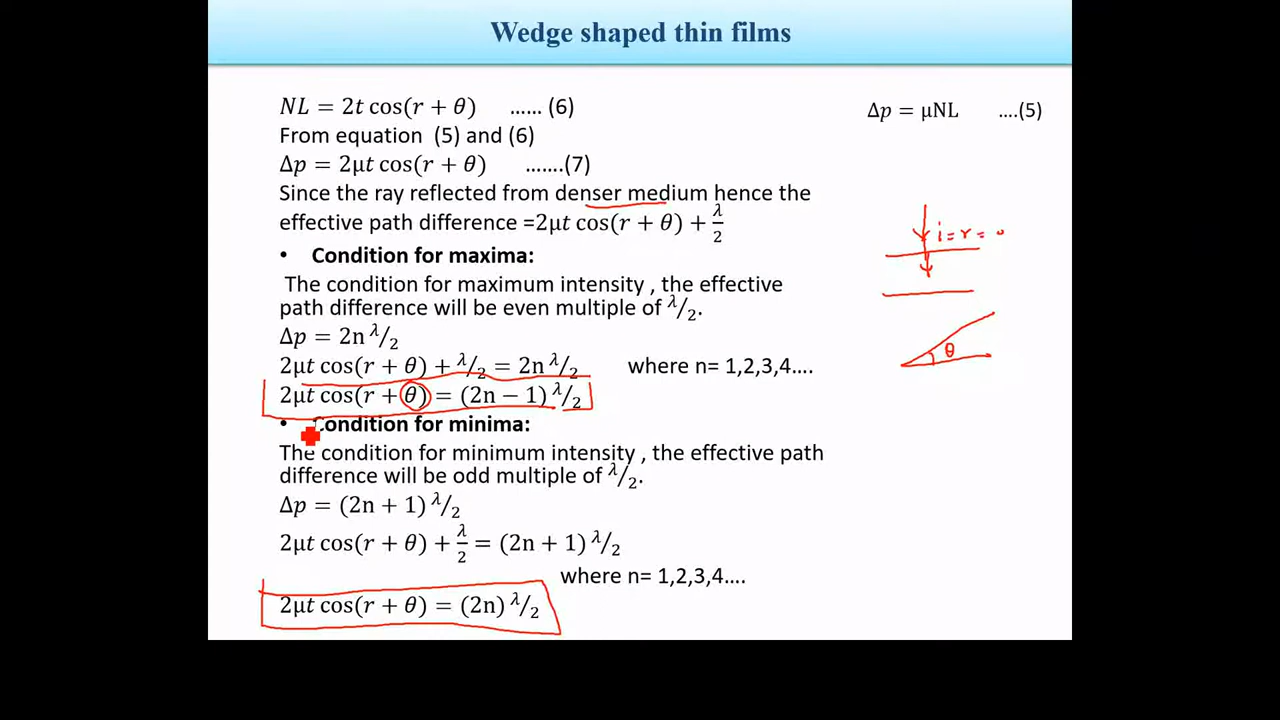 Wedge shaped thin films
NL = 2t cos(r + θ) ...... (6)
Δp = μNL ....(5)
From equation (5) and (6)
Δp = 2μt cos(r + θ) .......(7)
Since the ray reflected from denser medium hence the
effective path difference =2μt cos(r + θ) + λ/2
• Condition for maxima:
The condition for maximum intensity , the effective
path difference will be even multiple of λ/2.
Δp = 2n λ/2
2μt cos(r + θ) + λ/2 = 2n λ/2 where n= 1,2,3,4....
2μt cos(r + θ) = (2n − 1) λ/2
• Condition for minima:
The condition for minimum intensity , the effective path
difference will be odd multiple of λ/2.
Δp = (2n + 1) λ/2
2μt cos(r + θ) + λ/2 = (2n + 1) λ/2
where n= 1,2,3,4....
2μt cos(r + θ) = (2n) λ/2
i = r = 0
θ